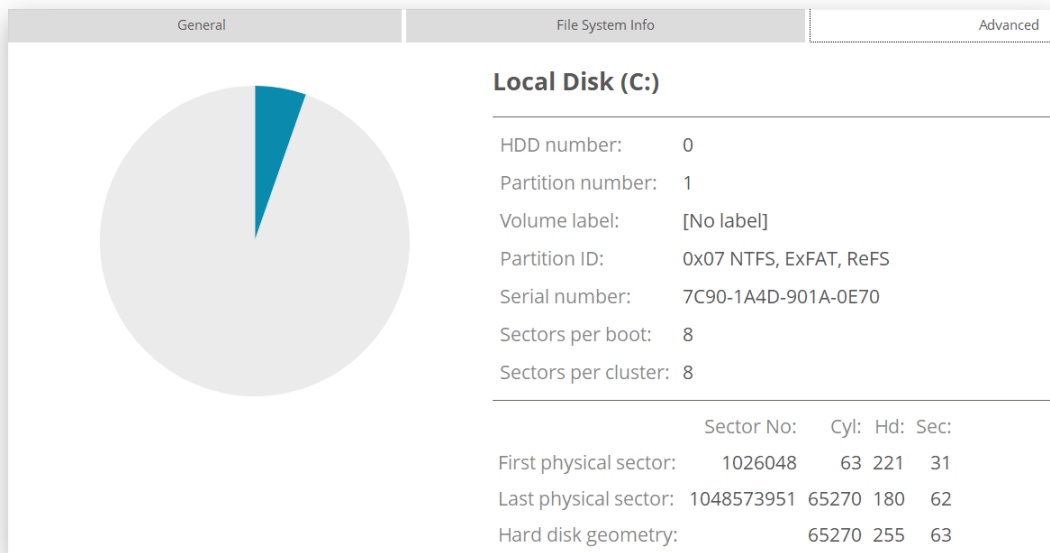 General File System Info Advanced
Local Disk (C:)
HDD number: 0
Partition number: 1
Volume label: [No label]
Partition ID: 0x07 NTFS, ExFAT, ReFS
Serial number: 7C90-1A4D-901A-0E70
Sectors per boot: 8
Sectors per cluster: 8
Sector No: Cyl: Hd: Sec:
First physical sector: 1026048 63 221 31
Last physical sector: 1048573951 65270 180 62
Hard disk geometry: 65270 255 63